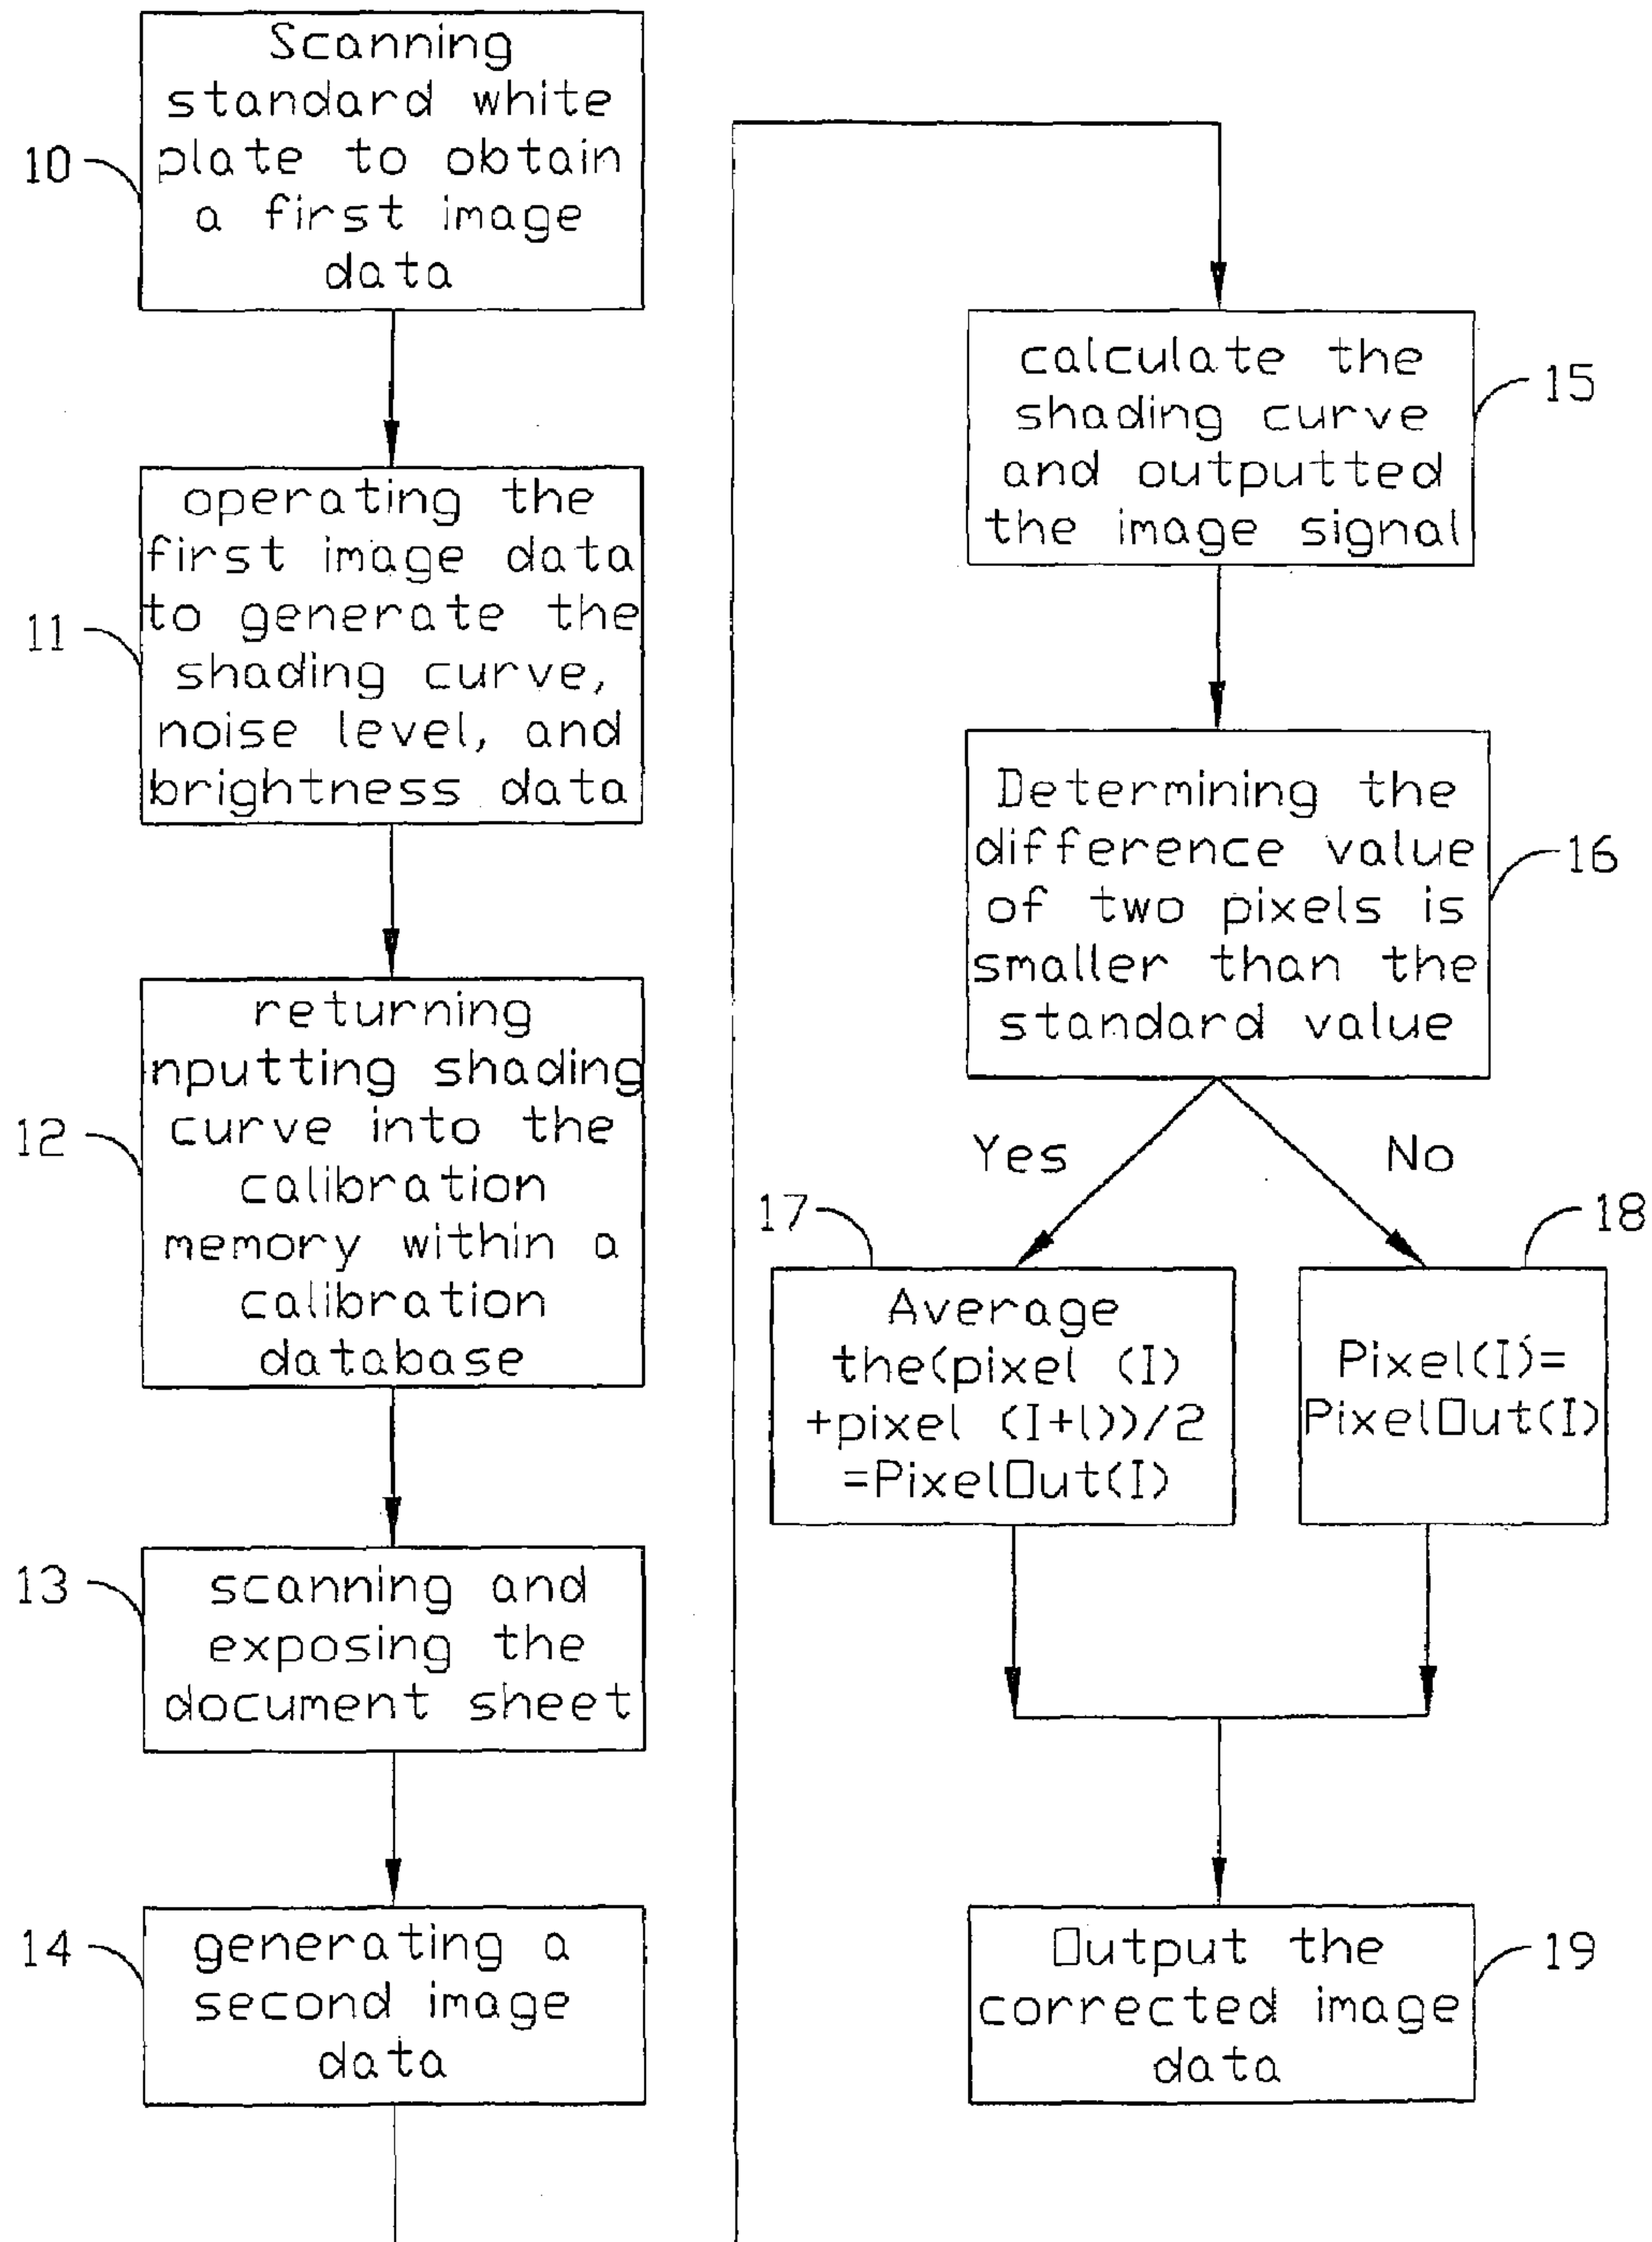 Scanning
standard white
plate to obtain
a first image
data
10
operating the
first image data
to generate the
shading curve,
noise level, and
brightness data
11
returning
inputting shading
curve into the
calibration
memory within a
calibration
database
12
scanning and
exposing the
document sheet
13
generating a
second image
data
14
calculate the
shading curve
and outputted
the image signal
15
Determining the
difference value
of two pixels is
smaller than the
standard value
16
Yes
No
17
Average
the(pixel (I)
+pixel (I+1))/2
=PixelOut(I)
18
Pixel(I)=
PixelOut(I)
Output the
corrected image
data
19